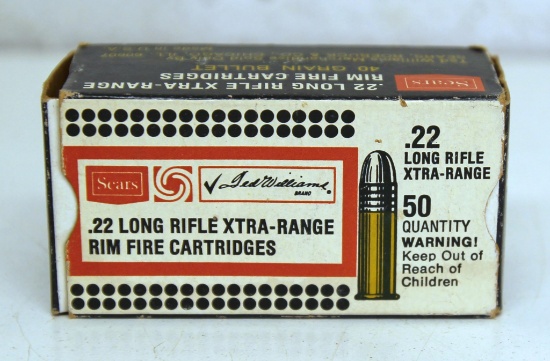 .22 LONG RIFLE XTRA-RANGE
RIM FIRE CARTRIDGES
40 GRAIN BULLET
Sears
Sears
Ted Williams
BRAND
.22 LONG RIFLE XTRA-RANGE
RIM FIRE CARTRIDGES
.22
LONG RIFLE
XTRA-RANGE
50
QUANTITY
WARNING!
Keep Out of
Reach of
Children